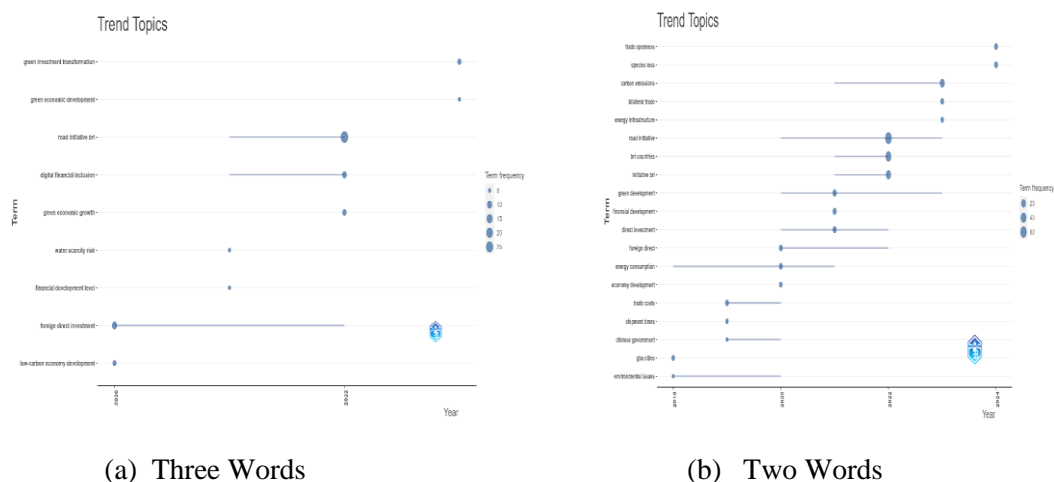 Trend Topics
green investment transformation
green economic development
road initiative bri
digital financial inclusion
green economic growth
water scarcity risk
financial development level
foreign direct investment
low-carbon economy development
Term
2020
2022
Year
Term frequency
10
15
20
25
(a) Three Words
Trend Topics
trade openness
species loss
carbon emissions
bilateral trade
energy infrastructure
road initiative
bri countries
initiative bri
green development
financial development
direct investment
foreign direct
energy consumption
economy development
trade costs
shipment times
chinese government
gba cities
environmental issues
Term
2018
2020
2022
2024
Year
Term frequency
20
40
60
(b) Two Words